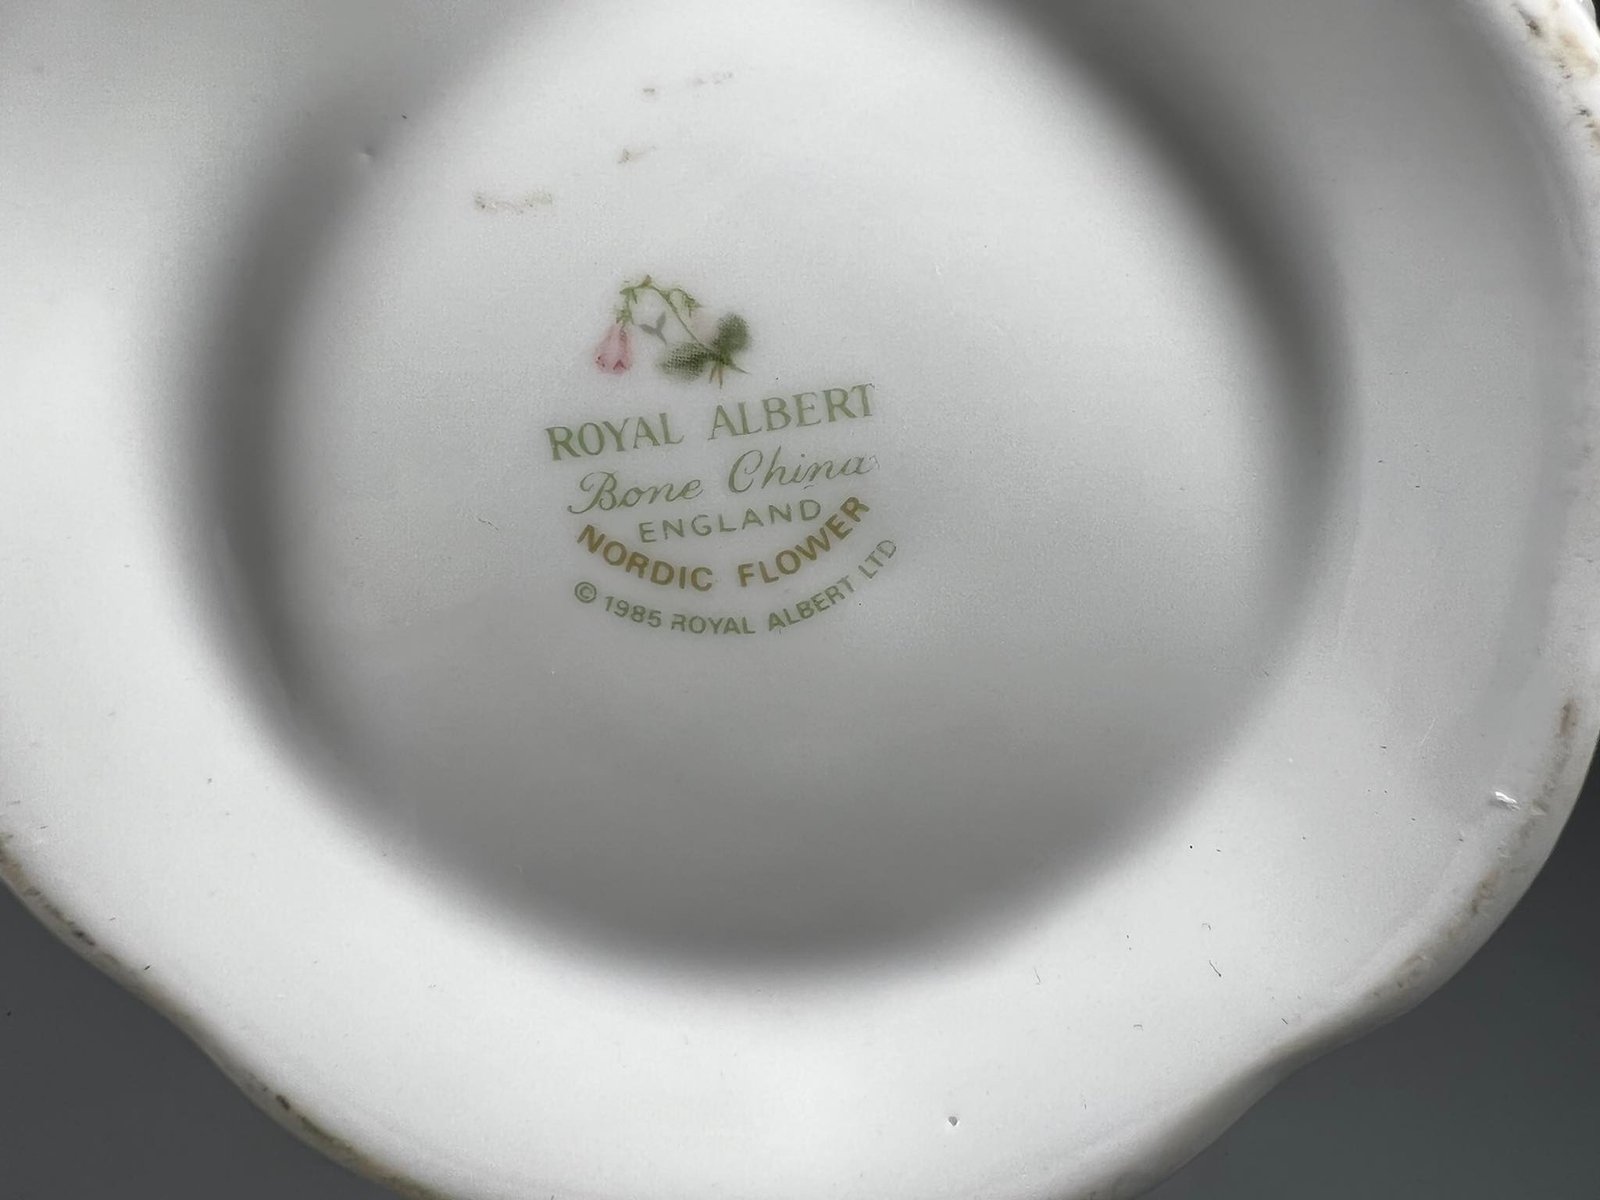 ROYAL ALBERT
Bone China
ENGLAND
NORDIC FLOWER
© 1985 ROYAL ALBERT LTD